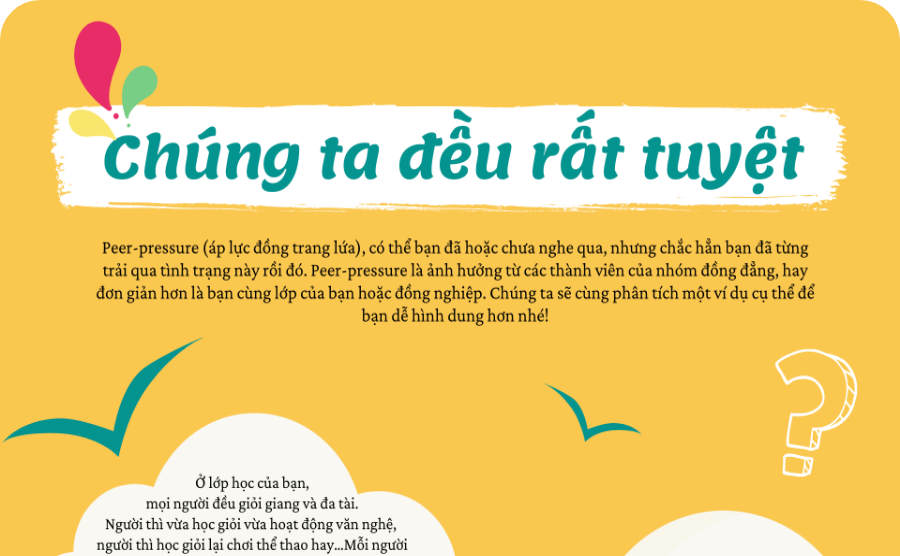 Chúng ta đều rất tuyệt
Peer-pressure (áp lực đồng trang lứa), có thể bạn đã hoặc chưa nghe qua, nhưng chắc hẳn bạn đã từng
trải qua tình trạng này rồi đó. Peer-pressure là ảnh hưởng từ các thành viên của nhóm đồng đẳng, hay
đơn giản hơn là bạn cùng lớp của bạn hoặc đồng nghiệp. Chúng ta sẽ cùng phân tích một ví dụ cụ thể để
bạn dễ hình dung hơn nhé!
?
Ở lớp học của bạn,
mọi người đều giỏi giang và đa tài.
Người thì vừa học giỏi vừa hoạt động văn nghệ,
người thì học giỏi lại chơi thể thao hay...Mỗi người